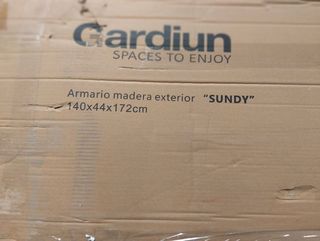 Gardiun
SPACES TO ENJOY
Armario madera exterior "SUNDY"
140x44x172cm